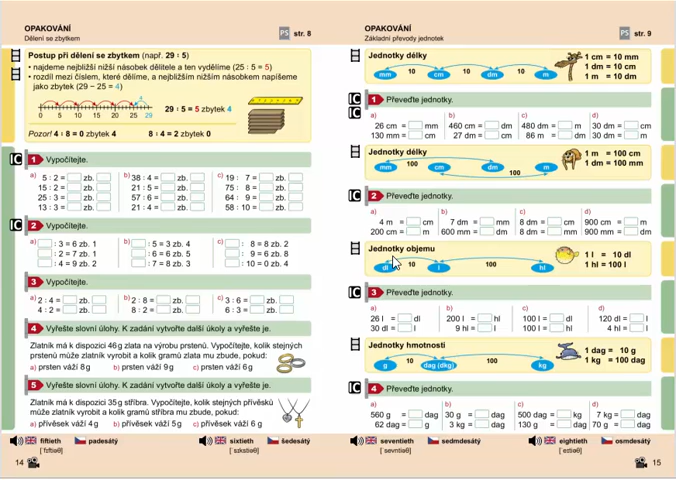 OPAKOVÁNÍ
Dělení se zbytkem
PS str. 8
Postup při dělení se zbytkem (např. 29 : 5)
• najdeme nejbližší nižší násobek dělitele a ten vydělíme (25 : 5 = 5)
• rozdíl mezi číslem, které dělíme, a nejbližším nižším násobkem napíšeme
jako zbytek (29 − 25 = 4)
4
0 5 10 15 20 25 29
29 : 5 = 5 zbytek 4
Pozor! 4 : 8 = 0 zbytek 4 8 : 4 = 2 zbytek 0
1 Vypočítejte.
a) 5 : 2 = zb. b) 38 : 4 = zb. c) 19 : 7 = zb.
15 : 2 = zb. 21 : 5 = zb. 75 : 8 = zb.
25 : 3 = zb. 57 : 6 = zb. 64 : 9 = zb.
13 : 3 = zb. 21 : 4 = zb. 58 : 10 = zb.
2 Vypočítejte.
a) : 3 = 6 zb. 1 b) : 5 = 3 zb. 4 c) : 8 = 8 zb. 2
: 2 = 7 zb. 1 : 6 = 6 zb. 5 : 9 = 6 zb. 8
: 4 = 9 zb. 2 : 7 = 8 zb. 3 : 10 = 0 zb. 4
3 Vypočítejte.
a) 2 : 4 = zb. b) 2 : 8 = zb. c) 3 : 6 = zb.
4 : 2 = zb. 8 : 2 = zb. 6 : 3 = zb.
4 Vyřešte slovní úlohy. K zadání vytvořte další úkoly a vyřešte je.
Zlatník má k dispozici 46 g zlata na výrobu prstenů. Vypočítejte, kolik stejných
prstenů může zlatník vyrobit a kolik gramů zlata mu zbude, pokud:
a) prsten váží 8 g b) prsten váží 9 g c) prsten váží 6 g
5 Vyřešte slovní úlohy. K zadání vytvořte další úkoly a vyřešte je.
Zlatník má k dispozici 35 g stříbra. Vypočítejte, kolik stejných přívěsků
může zlatník vyrobit a kolik gramů stříbra mu zbude, pokud:
a) přívěsek váží 4 g b) přívěsek váží 5 g c) přívěsek váží 6 g
fiftieth padesátý sixtieth šedesátý
14
OPAKOVÁNÍ
Základní převody jednotek
PS str. 9
Jednotky délky
10 10 10
mm cm dm m
1 cm = 10 mm
1 dm = 10 cm
1 m = 10 dm
1 Převeďte jednotky.
a) b) c) d)
26 cm = mm 460 cm = dm 480 dm = m 30 dm = cm
130 mm = cm 27 dm = cm 86 m = dm 30 dm = m
Jednotky délky
100
mm cm dm m
100
1 m = 100 cm
1 dm = 100 mm
2 Převeďte jednotky.
a) b) c) d)
4 m = cm 7 dm = mm 8 dm = cm 900 cm = m
200 cm = m 600 mm = dm 8 dm = mm 900 mm = dm
Jednotky objemu
10 100
dl l hl
1 l = 10 dl
1 hl = 100 l
3 Převeďte jednotky.
a) b) c) d)
26 l = dl 200 l = hl 100 l = dl 120 dl = l
30 dl = l 9 hl = l 100 l = hl 4 hl = l
Jednotky hmotnosti
10 100
g dag (dkg) kg
1 dag = 10 g
1 kg = 100 dag
4 Převeďte jednotky.
a) b) c) d)
560 g = dag 30 g = dag 500 dag = kg 7 kg = dag
62 dag = g 3 kg = dag 130 g = dag 70 g = dag
seventieth sedmdesátý eightieth osmdesátý
15